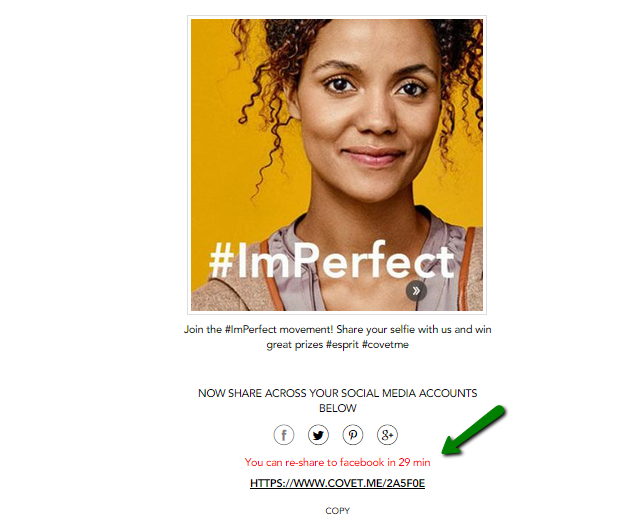 #ImPerfect
Join the #ImPerfect movement! Share your selfie with us and win
great prizes #esprit #covetme
NOW SHARE ACROSS YOUR SOCIAL MEDIA ACCOUNTS
BELOW
You can re-share to facebook in 29 min
HTTPS://WWW.COVET.ME/2A5F0E
COPY